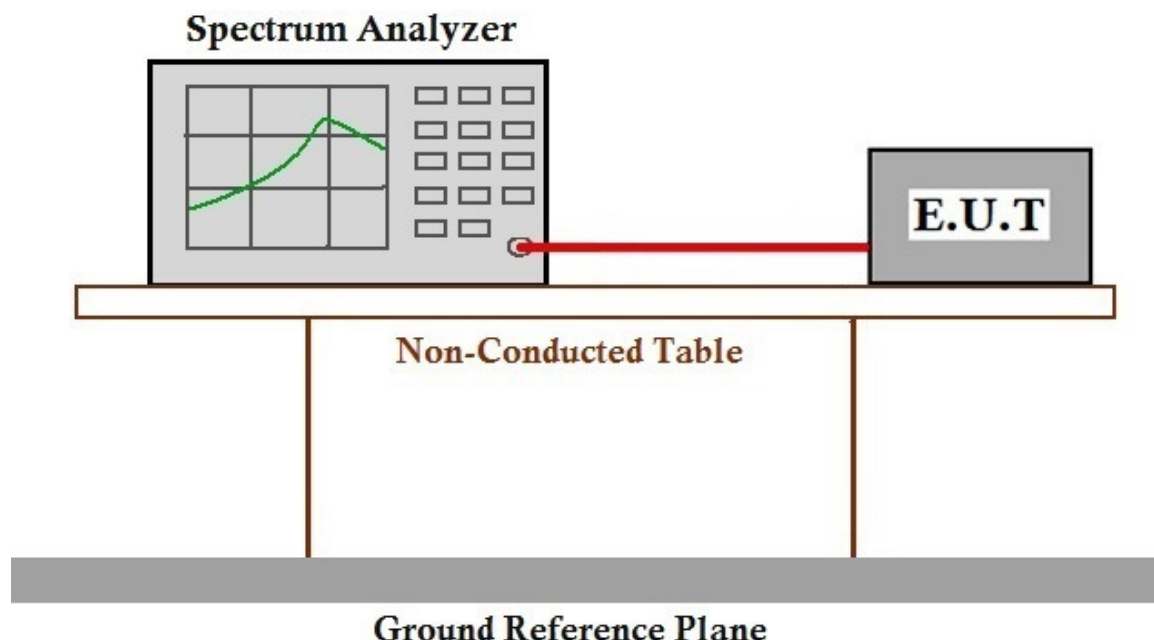 Spectrum Analyzer
E.U.T
Non-Conducted Table
Ground Reference Plane